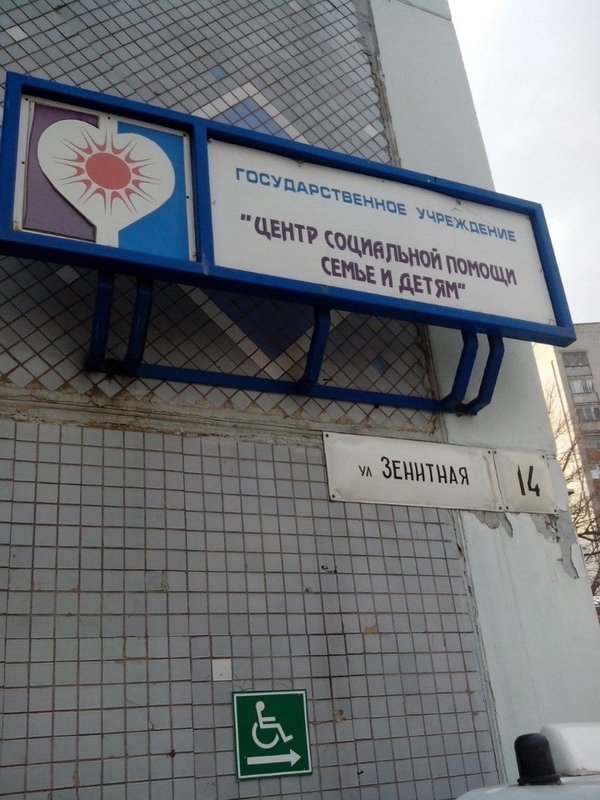 ГОСУДАРСТВЕННОЕ УЧРЕЖДЕНИЕ
"ЦЕНТР СОЦИАЛЬНОЙ ПОМОЩИ
СЕМЬЕ И ДЕТЯМ"
УЛ ЗЕНИТНАЯ 14